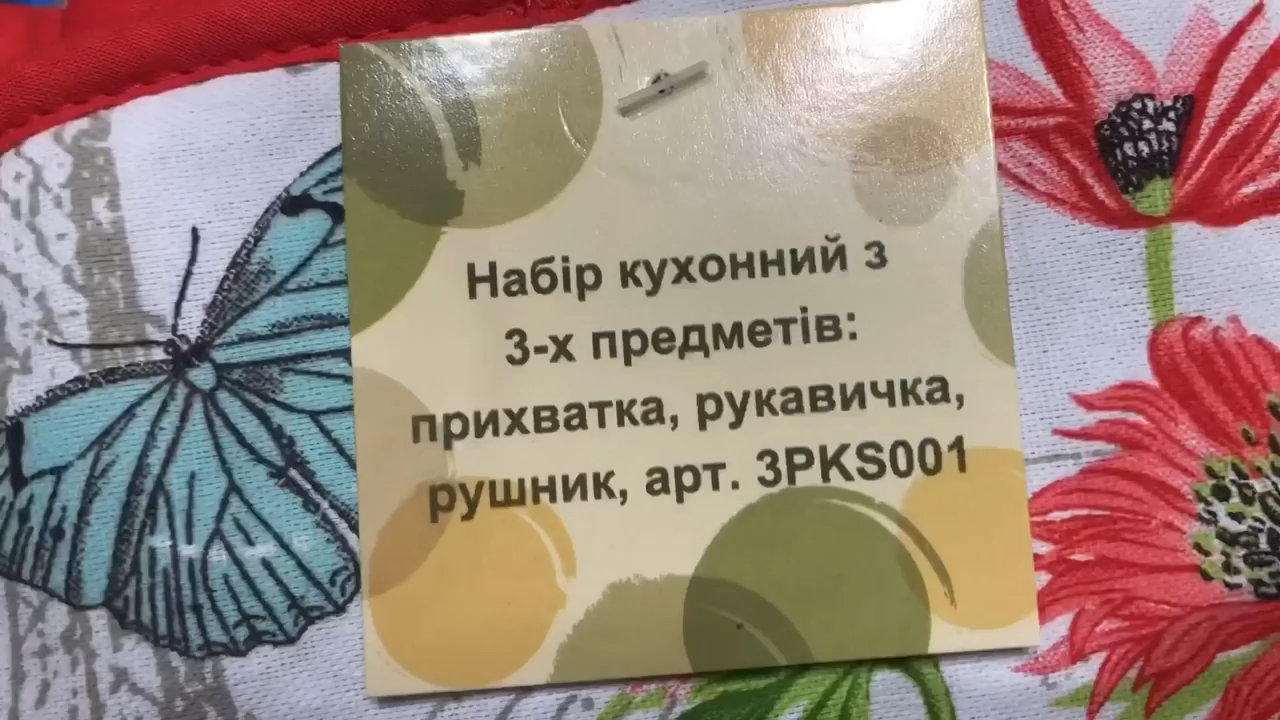 Набір кухонний з
3-х предметів:
прихватка, рукавичка,
рушник, арт. 3PKS001